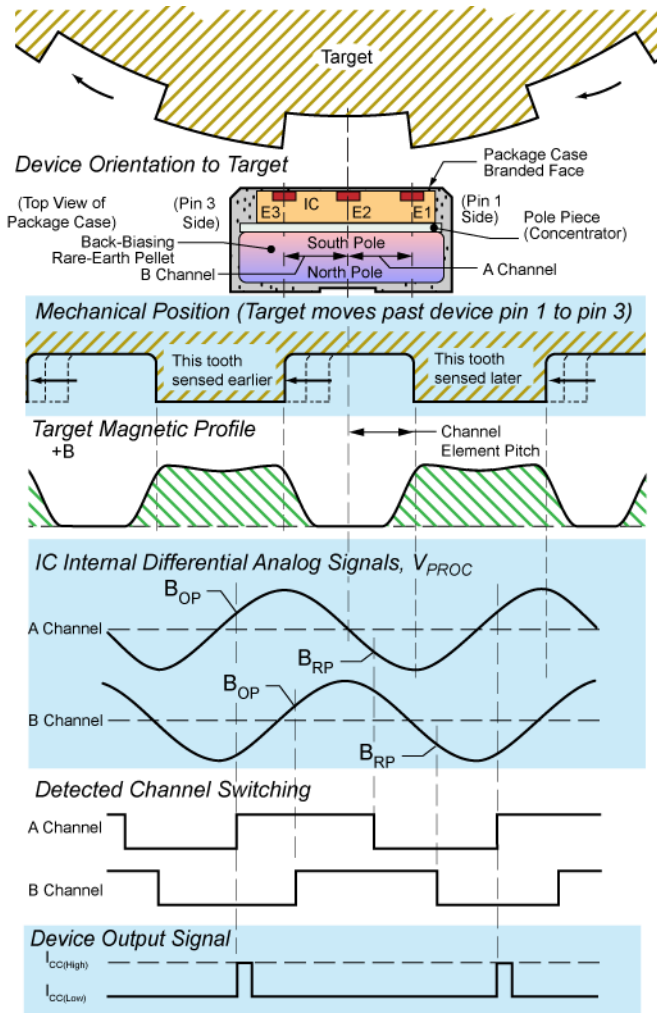 Target
Device Orientation to Target
Package Case
Branded Face
(Top View of
Package Case)
(Pin 3
Side)
E3
IC
E2
E1
(Pin 1
Side)
Pole Piece
(Concentrator)
Back-Biasing
Rare-Earth Pellet
South Pole
B Channel
North Pole
A Channel
Mechanical Position (Target moves past device pin 1 to pin 3)
This tooth
sensed earlier
This tooth
sensed later
Target Magnetic Profile
+B
Channel
Element Pitch
IC Internal Differential Analog Signals, VPROC
BOP
A Channel
BRP
BOP
B Channel
BRP
Detected Channel Switching
A Channel
B Channel
Device Output Signal
ICC(High)
ICC(Low)